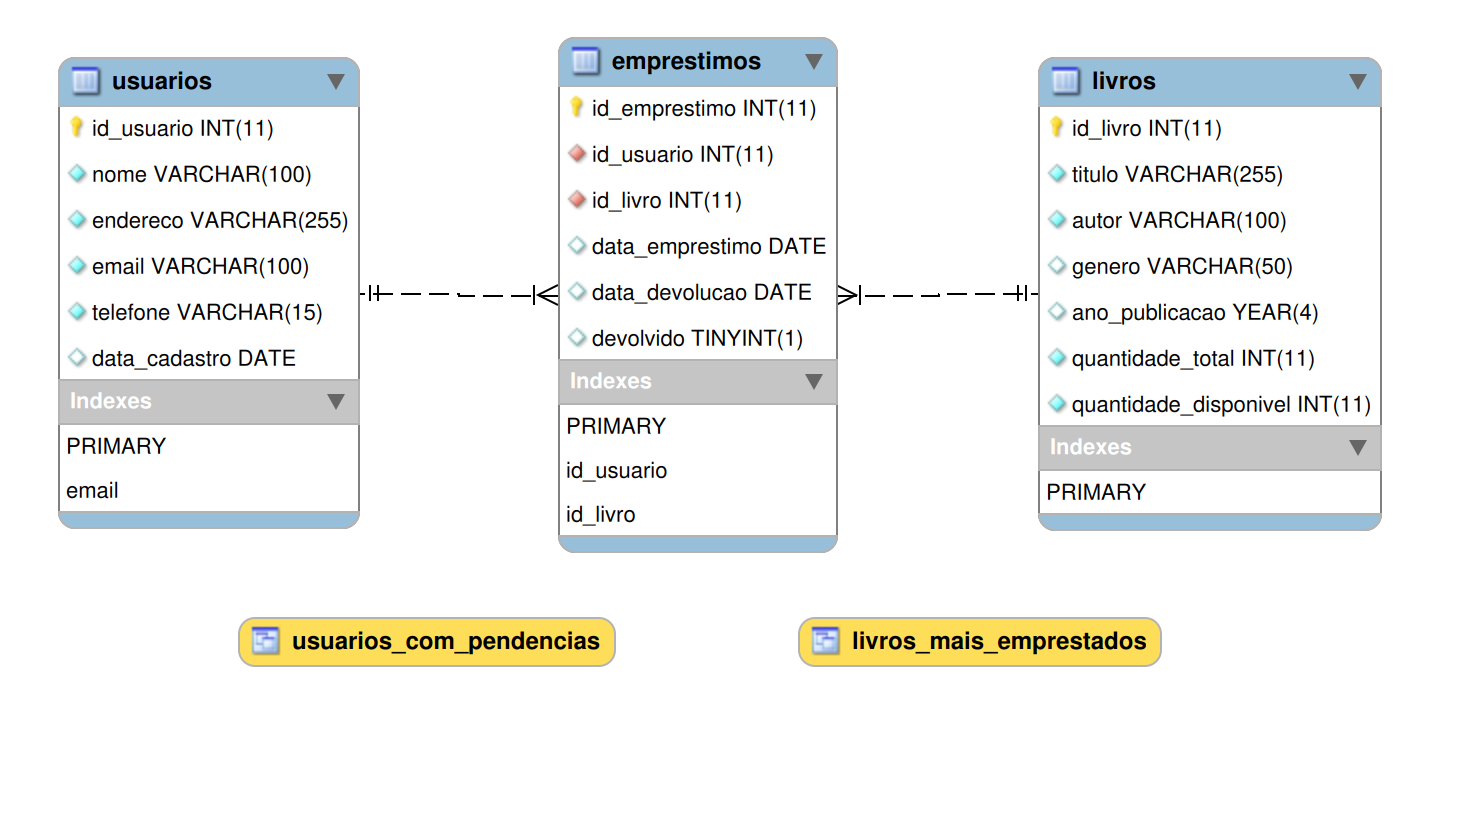 usuarios
id_usuario INT(11)
nome VARCHAR(100)
endereco VARCHAR(255)
email VARCHAR(100)
telefone VARCHAR(15)
data_cadastro DATE
Indexes
PRIMARY
email
emprestimos
id_emprestimo INT(11)
id_usuario INT(11)
id_livro INT(11)
data_emprestimo DATE
data_devolucao DATE
devolvido TINYINT(1)
Indexes
PRIMARY
id_usuario
id_livro
livros
id_livro INT(11)
titulo VARCHAR(255)
autor VARCHAR(100)
genero VARCHAR(50)
ano_publicacao YEAR(4)
quantidade_total INT(11)
quantidade_disponivel INT(11)
Indexes
PRIMARY
usuarios_com_pendencias
livros_mais_emprestados